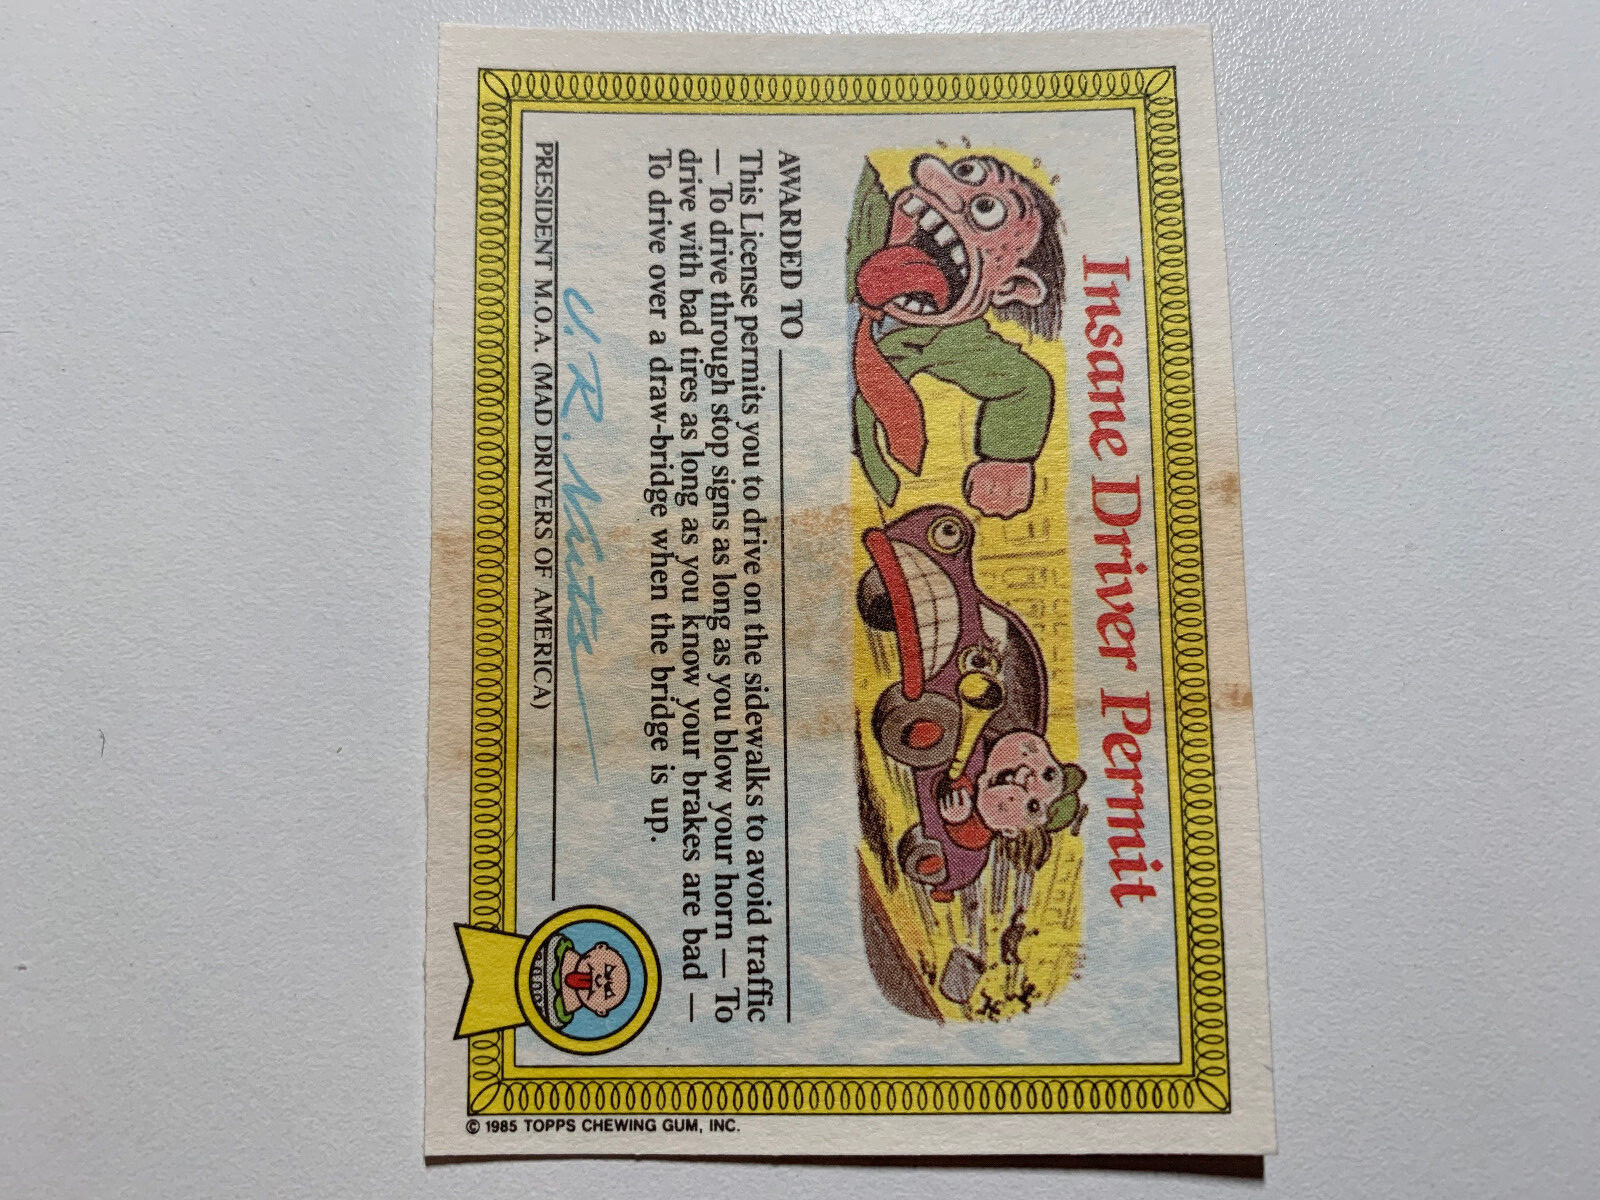 Insane Driver Permit
AWARDED TO
This License permits you to drive on the sidewalks to avoid traffic
— To drive through stop signs as long as you blow your horn — To
drive with bad tires as long as you know your brakes are bad —
To drive over a draw-bridge when the bridge is up.
U. R. Nuts
PRESIDENT M.O.A. (MAD DRIVERS OF AMERICA)
© 1985 TOPPS CHEWING GUM, INC.